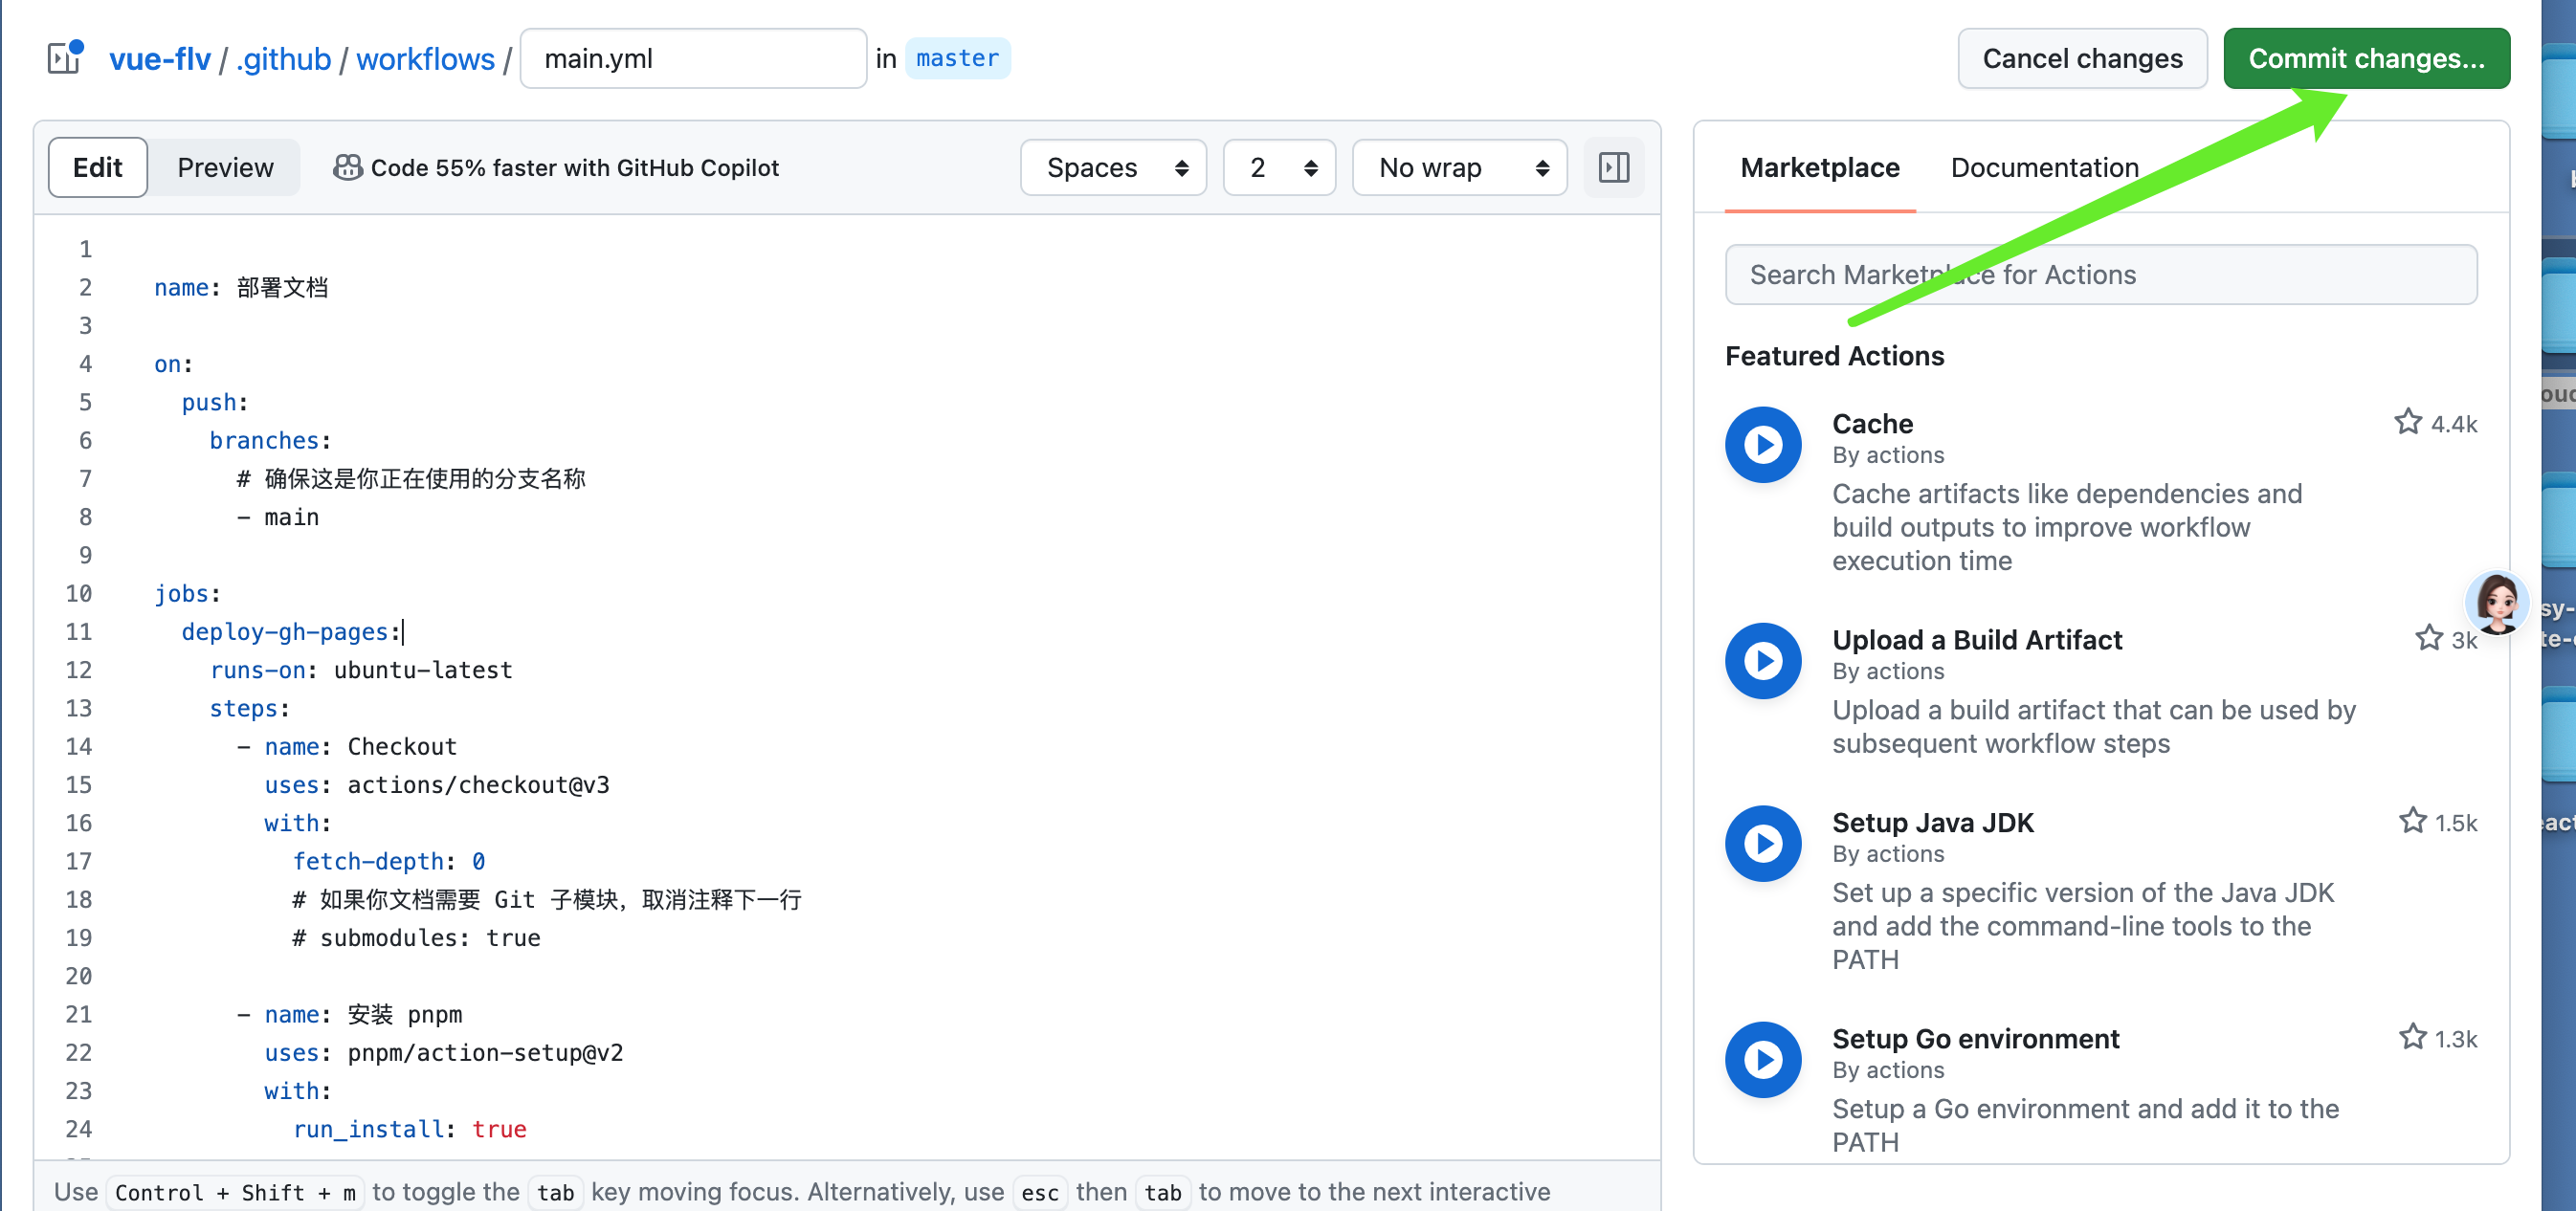 vue-flv / .github / workflows / main.yml in master
Cancel changes
Commit changes...
Edit
Preview
Code 55% faster with GitHub Copilot
Spaces
2
No wrap
1
2 name: 部署文档
3
4 on:
5 push:
6 branches:
7 # 确保这是你正在使用的分支名称
8 - main
9
10 jobs:
11 deploy-gh-pages:
12 runs-on: ubuntu-latest
13 steps:
14 - name: Checkout
15 uses: actions/checkout@v3
16 with:
17 fetch-depth: 0
18 # 如果你文档需要 Git 子模块，取消注释下一行
19 # submodules: true
20
21 - name: 安装 pnpm
22 uses: pnpm/action-setup@v2
23 with:
24 run_install: true
Use Control + Shift + m to toggle the tab key moving focus. Alternatively, use esc then tab to move to the next interactive
Marketplace
Documentation
Search Marketplace for Actions
Featured Actions
Cache
4.4k
By actions
Cache artifacts like dependencies and
build outputs to improve workflow
execution time
Upload a Build Artifact
3k
By actions
Upload a build artifact that can be used by
subsequent workflow steps
Setup Java JDK
1.5k
By actions
Set up a specific version of the Java JDK
and add the command-line tools to the
PATH
Setup Go environment
1.3k
By actions
Setup a Go environment and add it to the
PATH